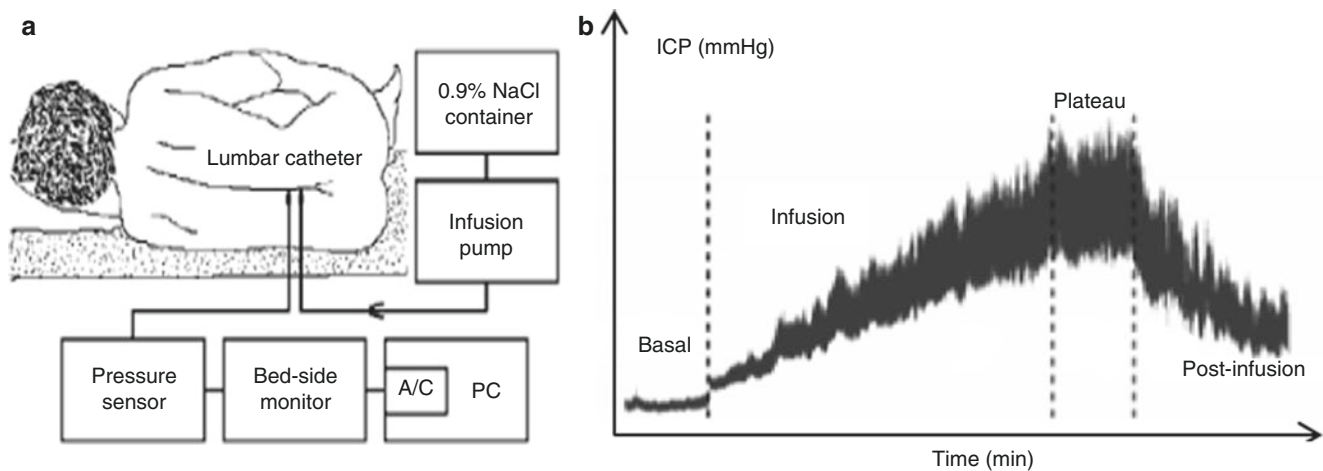 a
0.9% NaCl
container
Lumbar catheter
Infusion
pump
Pressure
sensor
Bed-side
monitor
A/C
PC
b
ICP (mmHg)
Plateau
Infusion
Basal
Post-infusion
Time (min)